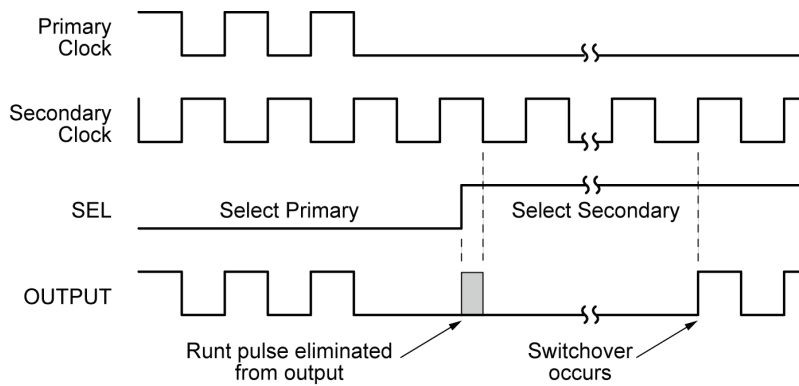 Primary
Clock
Secondary
Clock
SEL
Select Primary
Select Secondary
OUTPUT
Runt pulse eliminated
from output
Switchover
occurs